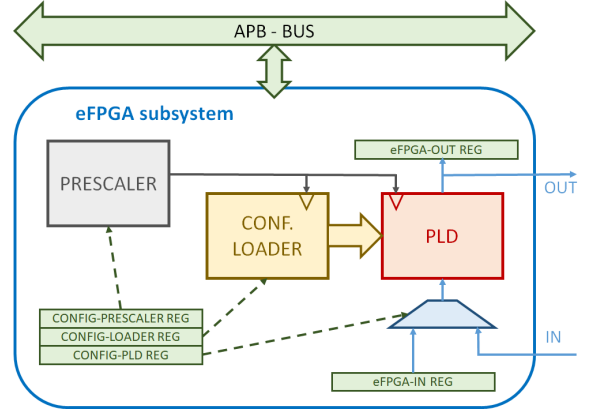 APB - BUS
eFPGA subsystem
eFPGA-OUT REG
PRESCALER
OUT
CONF.
LOADER
PLD
CONFIG-PRESCALER REG
CONFIG-LOADER REG
CONFIG-PLD REG
IN
eFPGA-IN REG